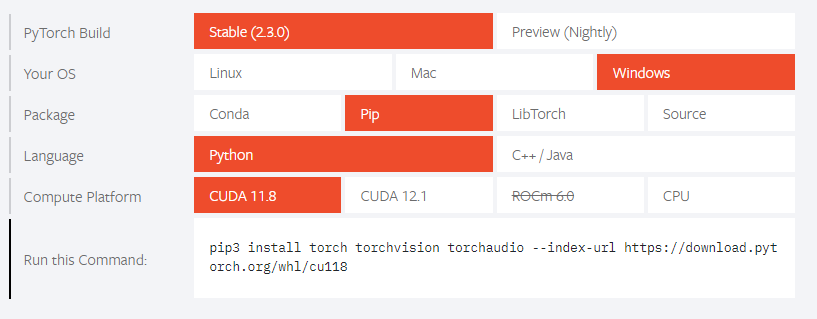 PyTorch Build Stable (2.3.0) Preview (Nightly)
Your OS Linux Mac Windows
Package Conda Pip LibTorch Source
Language Python C++ / Java
Compute Platform CUDA 11.8 CUDA 12.1 ROCm 6.0 CPU
Run this Command: pip3 install torch torchvision torchaudio --index-url https://download.pyt
orch.org/whl/cu118